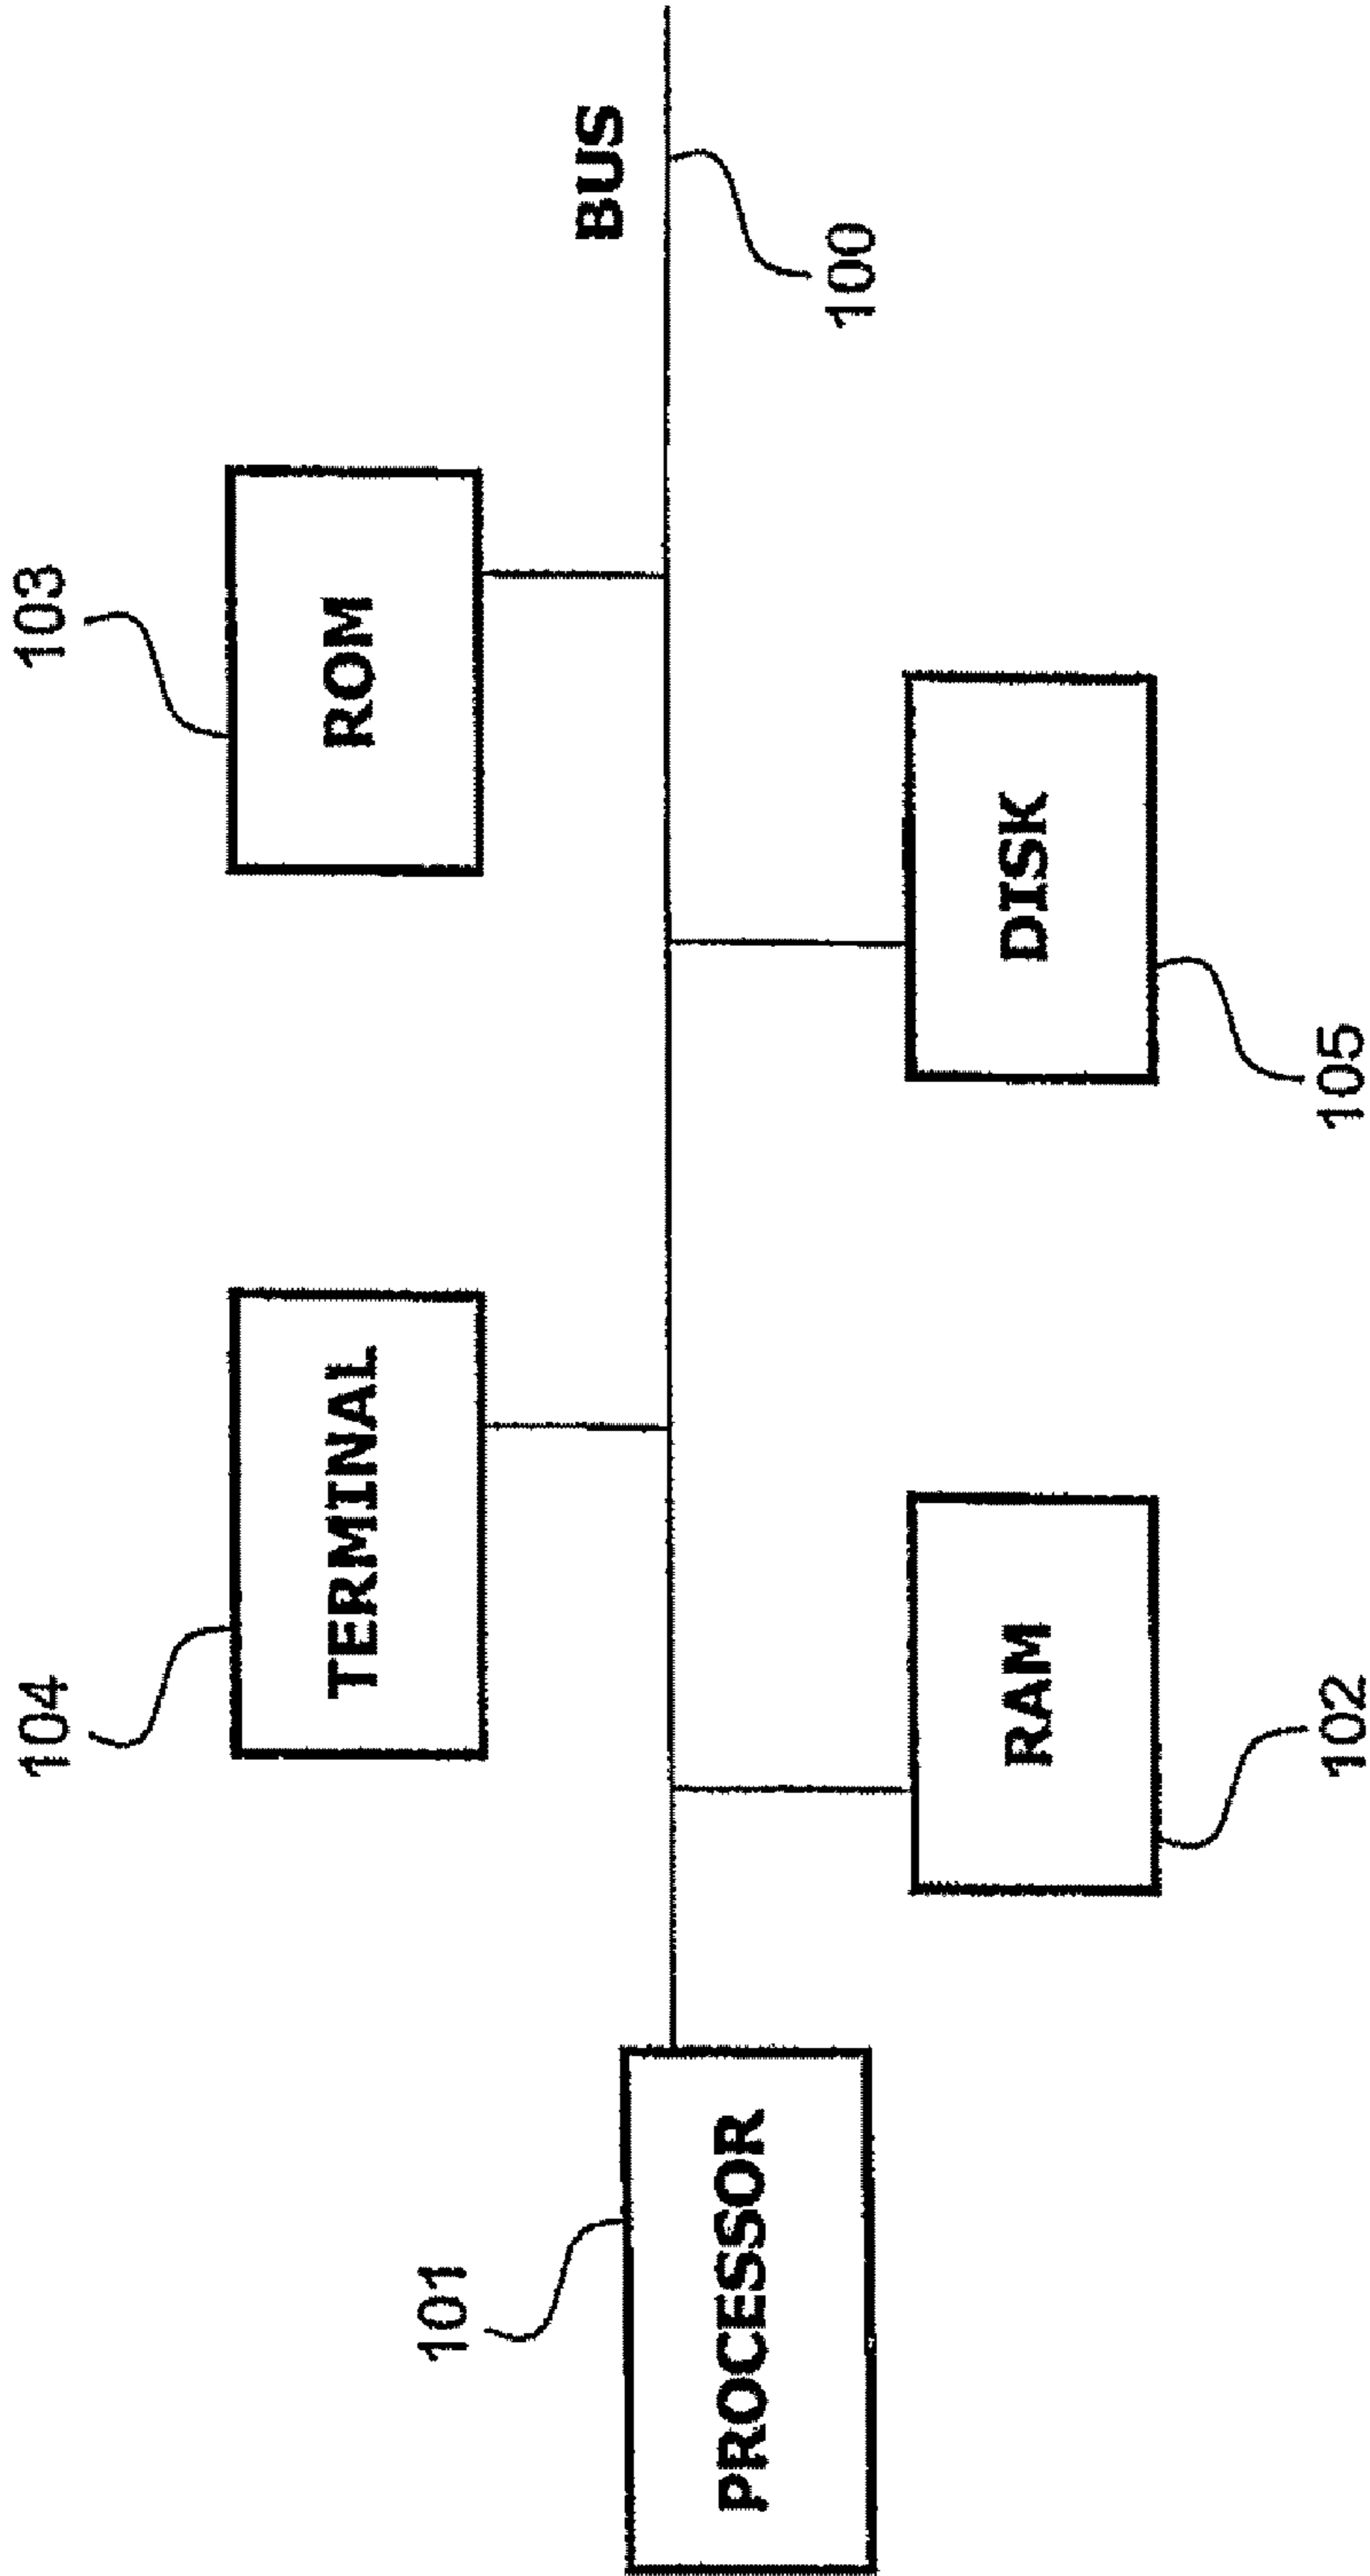 103
104
ROM
TERMINAL
101
BUS
PROCESSOR
100
DISK
RAM
105
102